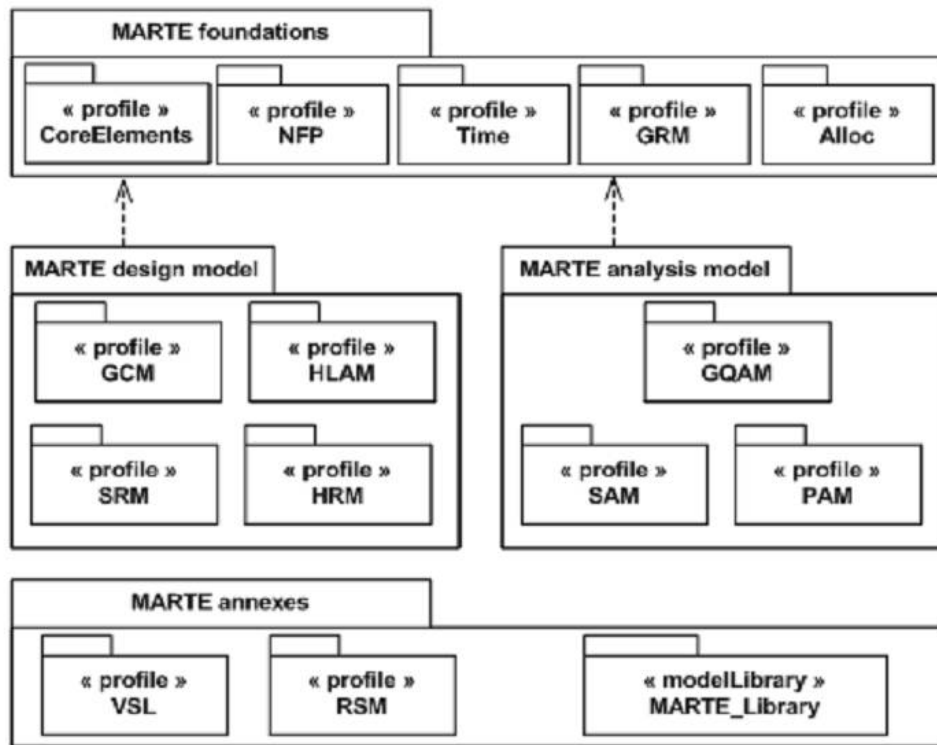 MARTE foundations
« profile »
CoreElements
« profile »
NFP
« profile »
Time
« profile »
GRM
« profile »
Alloc
MARTE design model
« profile »
GCM
« profile »
HLAM
« profile »
SRM
« profile »
HRM
MARTE analysis model
« profile »
GQAM
« profile »
SAM
« profile »
PAM
MARTE annexes
« profile »
VSL
« profile »
RSM
« modelLibrary »
MARTE_Library